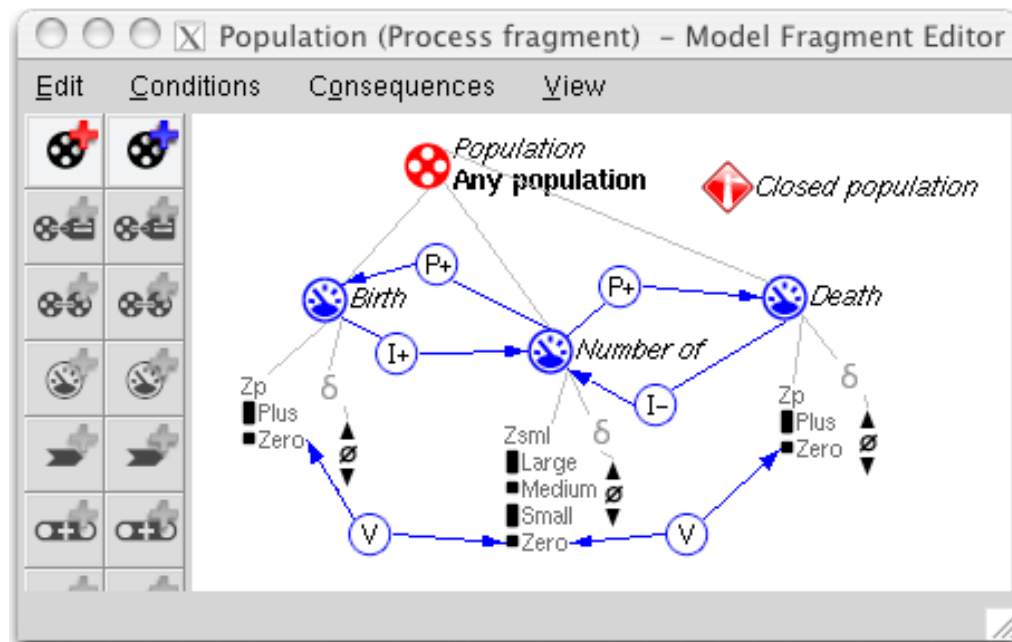 X Population (Process fragment) – Model Fragment Editor
Edit Conditions Consequences View
Population
Any population
Closed population
P+
P+
Birth
Death
I+
Number of
I–
Zp
δ
Plus
Zero
Zsml
δ
Large
Medium
Small
Zero
Zp
δ
Plus
Zero
V
V